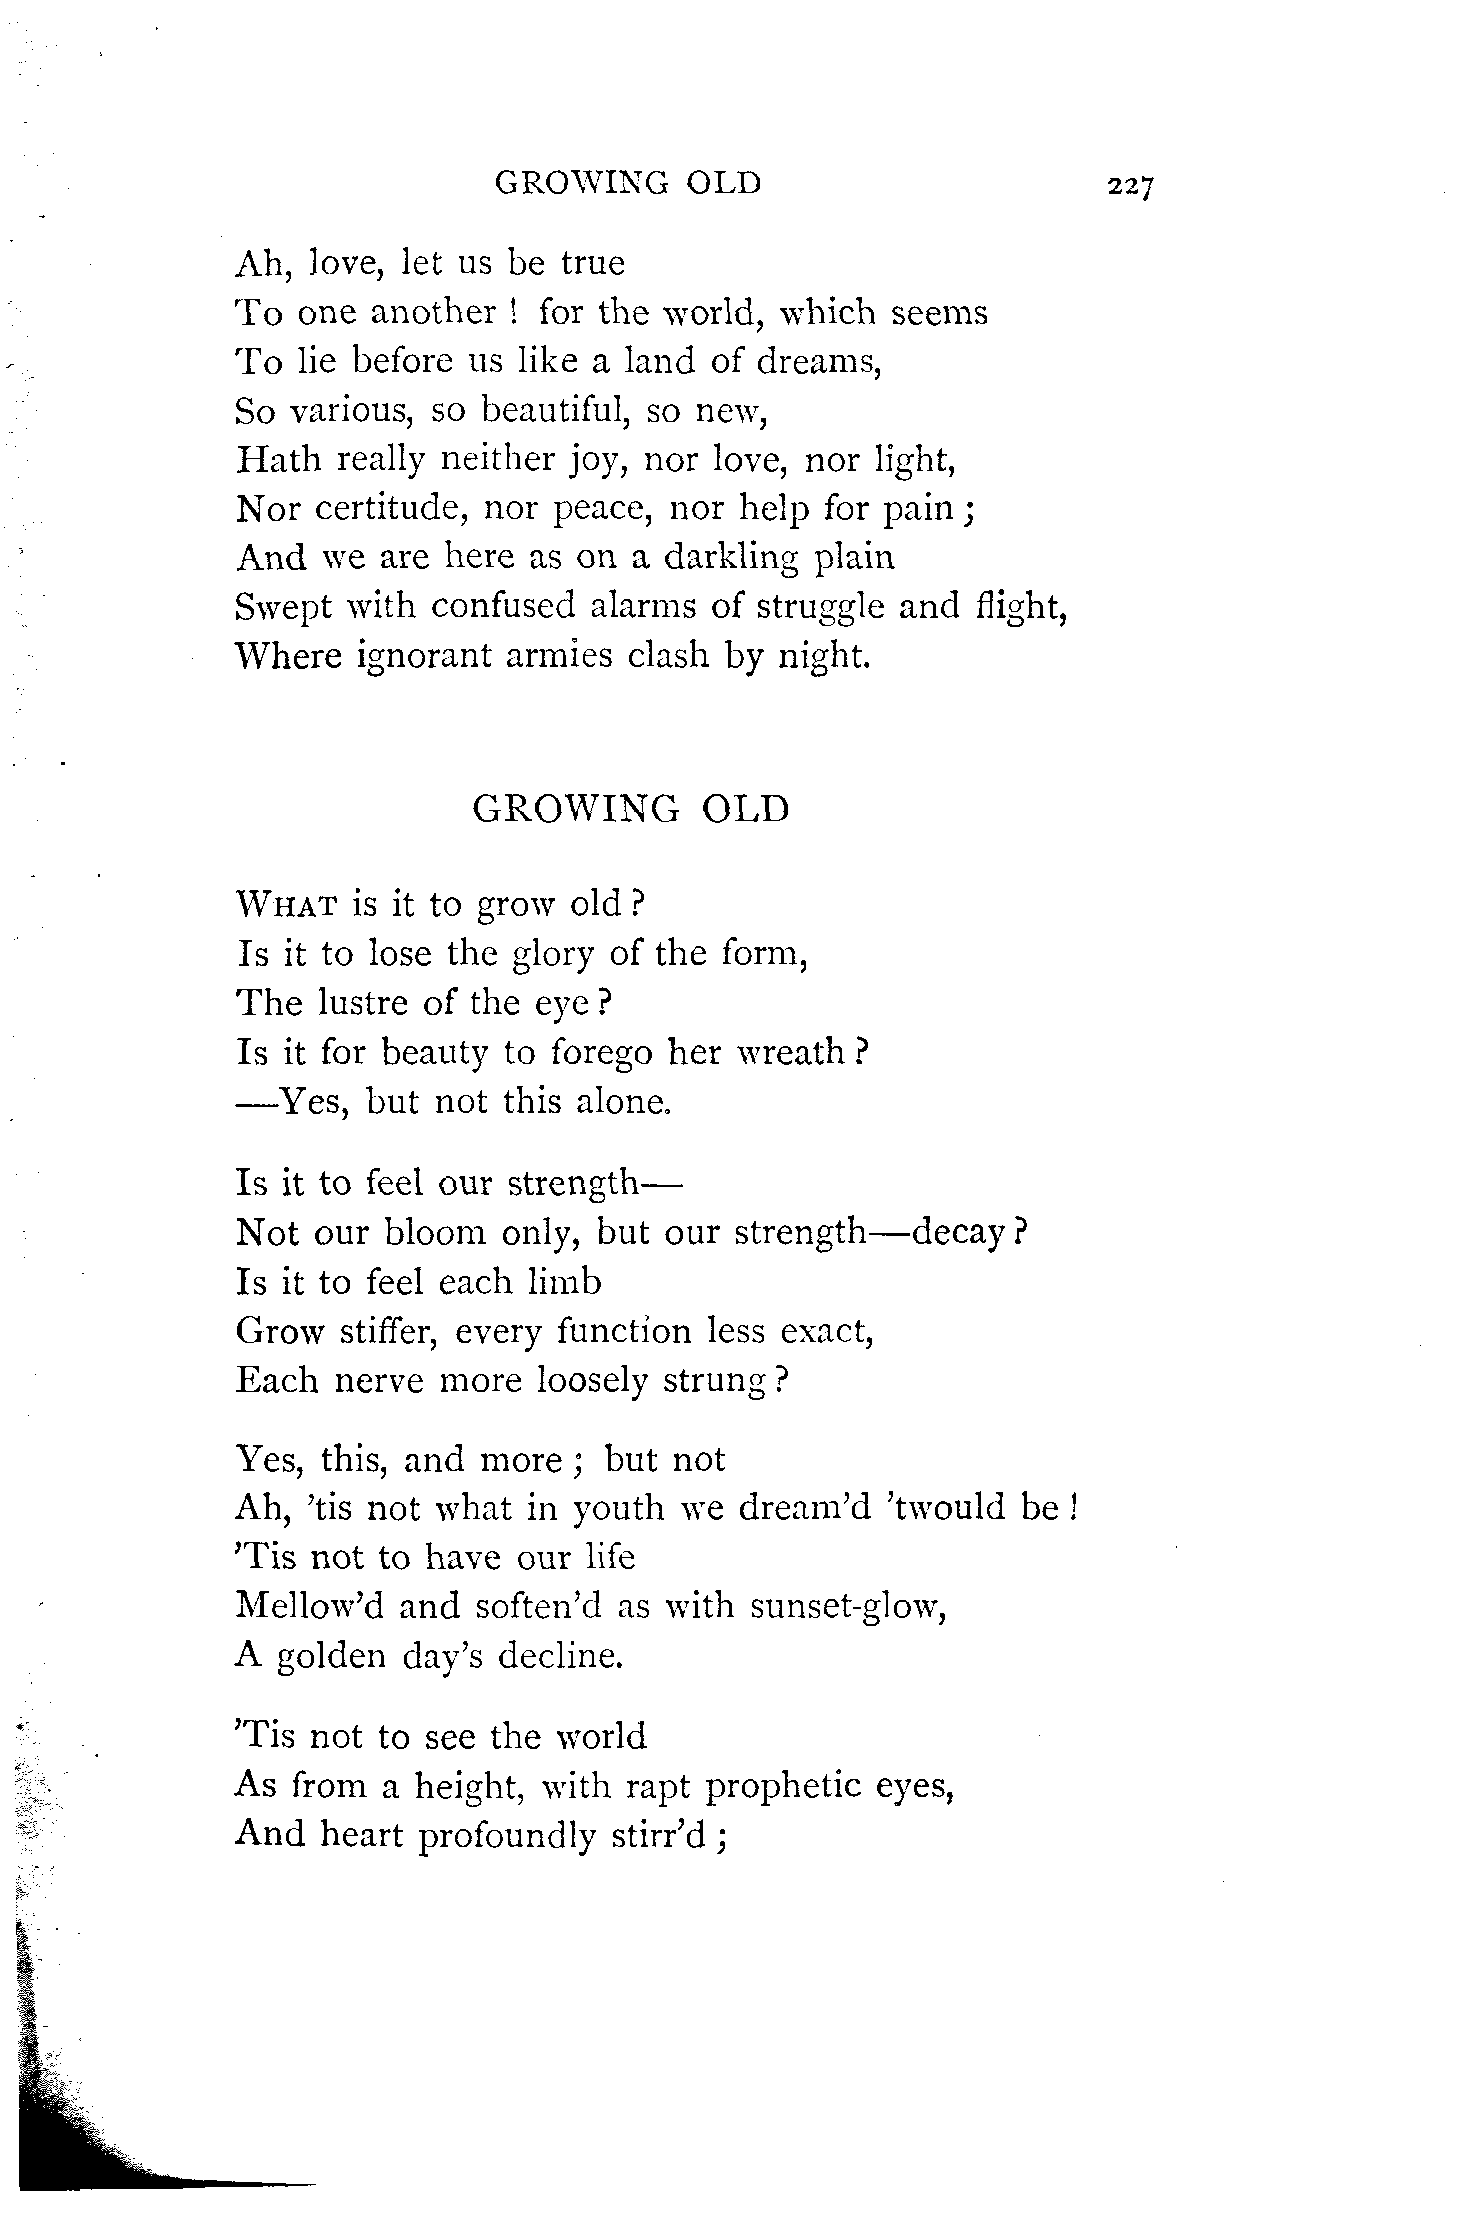 GROWING OLD 227
Ah, love, let us be true
To one another ! for the world, which seems
To lie before us like a land of dreams,
So various, so beautiful, so new,
Hath really neither joy, nor love, nor light,
Nor certitude, nor peace, nor help for pain ;
And we are here as on a darkling plain
Swept with confused alarms of struggle and flight,
Where ignorant armies clash by night.
GROWING OLD
WHAT is it to grow old ?
Is it to lose the glory of the form,
The lustre of the eye ?
Is it for beauty to forego her wreath ?
—Yes, but not this alone.
Is it to feel our strength—
Not our bloom only, but our strength—decay ?
Is it to feel each limb
Grow stiffer, every function less exact,
Each nerve more loosely strung ?
Yes, this, and more ; but not
Ah, ’tis not what in youth we dream’d ’twould be !
’Tis not to have our life
Mellow’d and soften’d as with sunset-glow,
A golden day’s decline.
’Tis not to see the world
As from a height, with rapt prophetic eyes,
And heart profoundly stirr’d ;